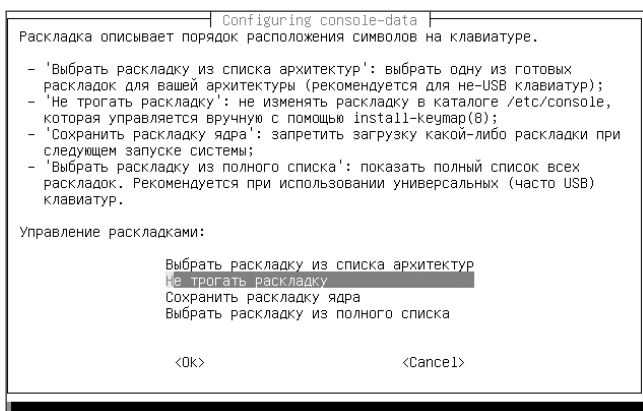 Configuring console-data
Раскладка описывает порядок расположения символов на клавиатуре.
- 'Выбрать раскладку из списка архитектур': выбрать одну из готовых
раскладок для вашей архитектуры (рекомендуется для не-USB клавиатур);
- 'Не трогать раскладку': не изменять раскладку в каталоге /etc/console,
которая управляется вручную с помощью install-keymap(8);
- 'Сохранить раскладку ядра': запретить загрузку какой-либо раскладки при
следующем запуске системы;
- 'Выбрать раскладку из полного списка': показать полный список всех
раскладок. Рекомендуется при использовании универсальных (часто USB)
клавиатур.
Управление раскладками:
Выбрать раскладку из списка архитектур
Не трогать раскладку
Сохранить раскладку ядра
Выбрать раскладку из полного списка
<Ok> <Cancel>